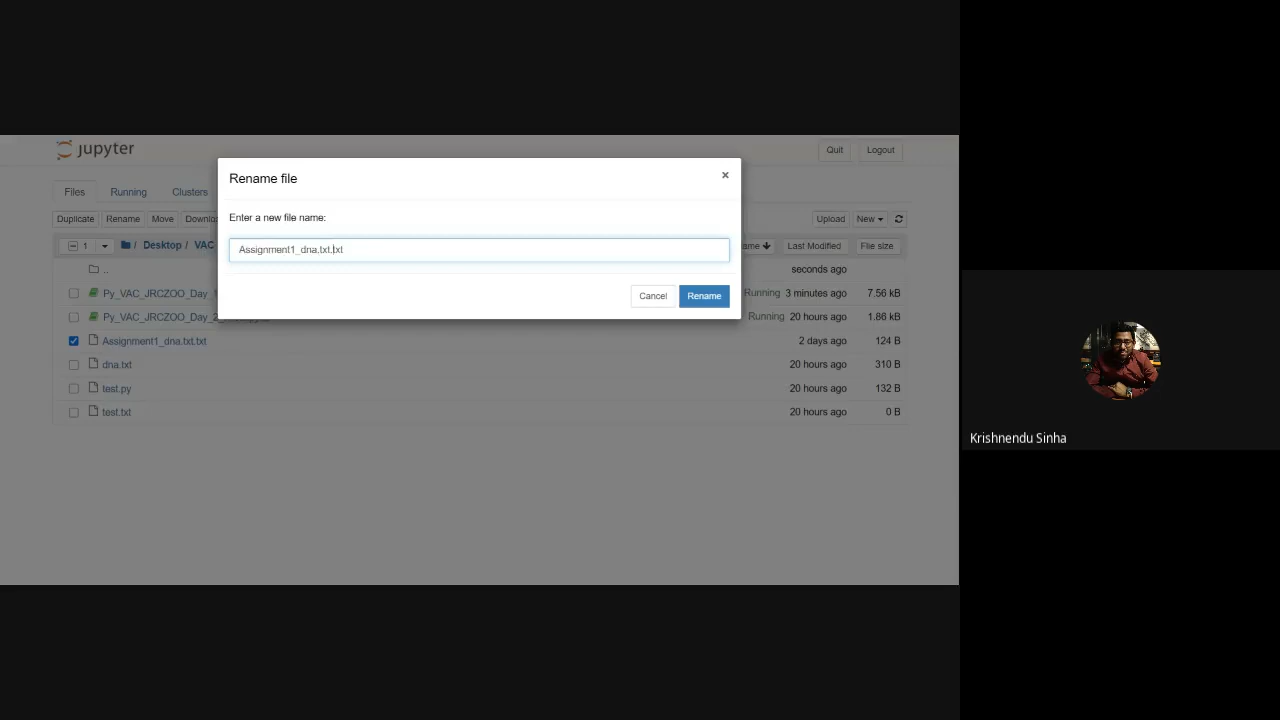 jupyter
Quit
Logout
Files
Running
Clusters
Rename file
×
Enter a new file name:
Assignment1_dna.txt.txt
Cancel
Rename
Duplicate
Rename
Move
Upload
New
1
/ Desktop / VAC
Last Modified
File size
..
seconds ago
Py_VAC_JRCZOO_Day_1
Running
3 minutes ago
7.56 kB
Py_VAC_JRCZOO_Day_2
Running
20 hours ago
1.86 kB
Assignment1_dna.txt.txt
2 days ago
124 B
dna.txt
20 hours ago
310 B
test.py
20 hours ago
132 B
test.txt
20 hours ago
0 B
Krishnendu Sinha